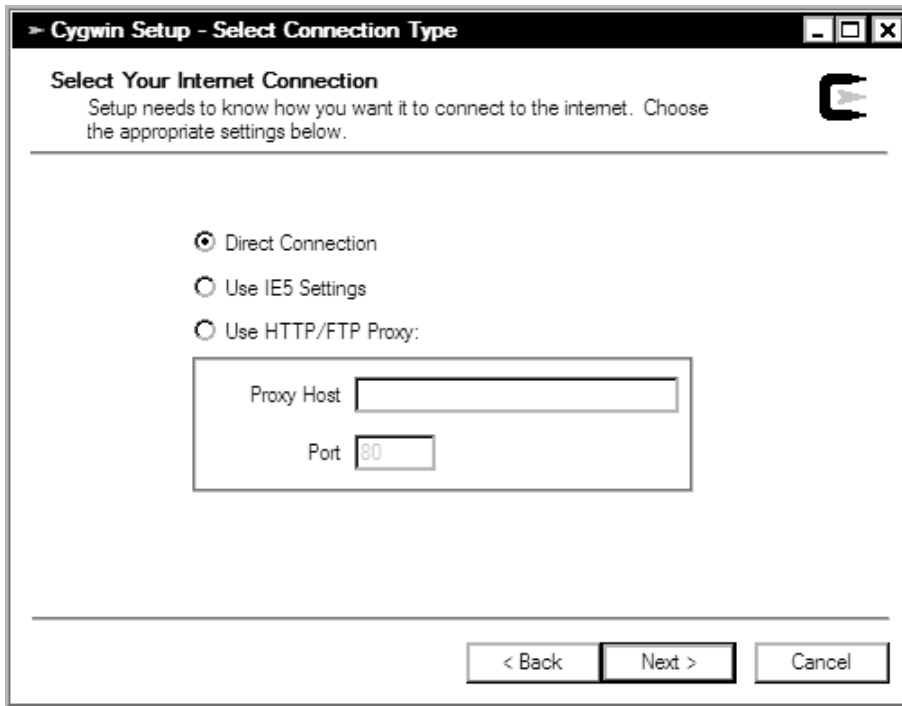 Cygwin Setup - Select Connection Type
Select Your Internet Connection
Setup needs to know how you want it to connect to the internet.  Choose
the appropriate settings below.
Direct Connection
Use IE5 Settings
Use HTTP/FTP Proxy:
Proxy Host
Port 80
< Back Next > Cancel